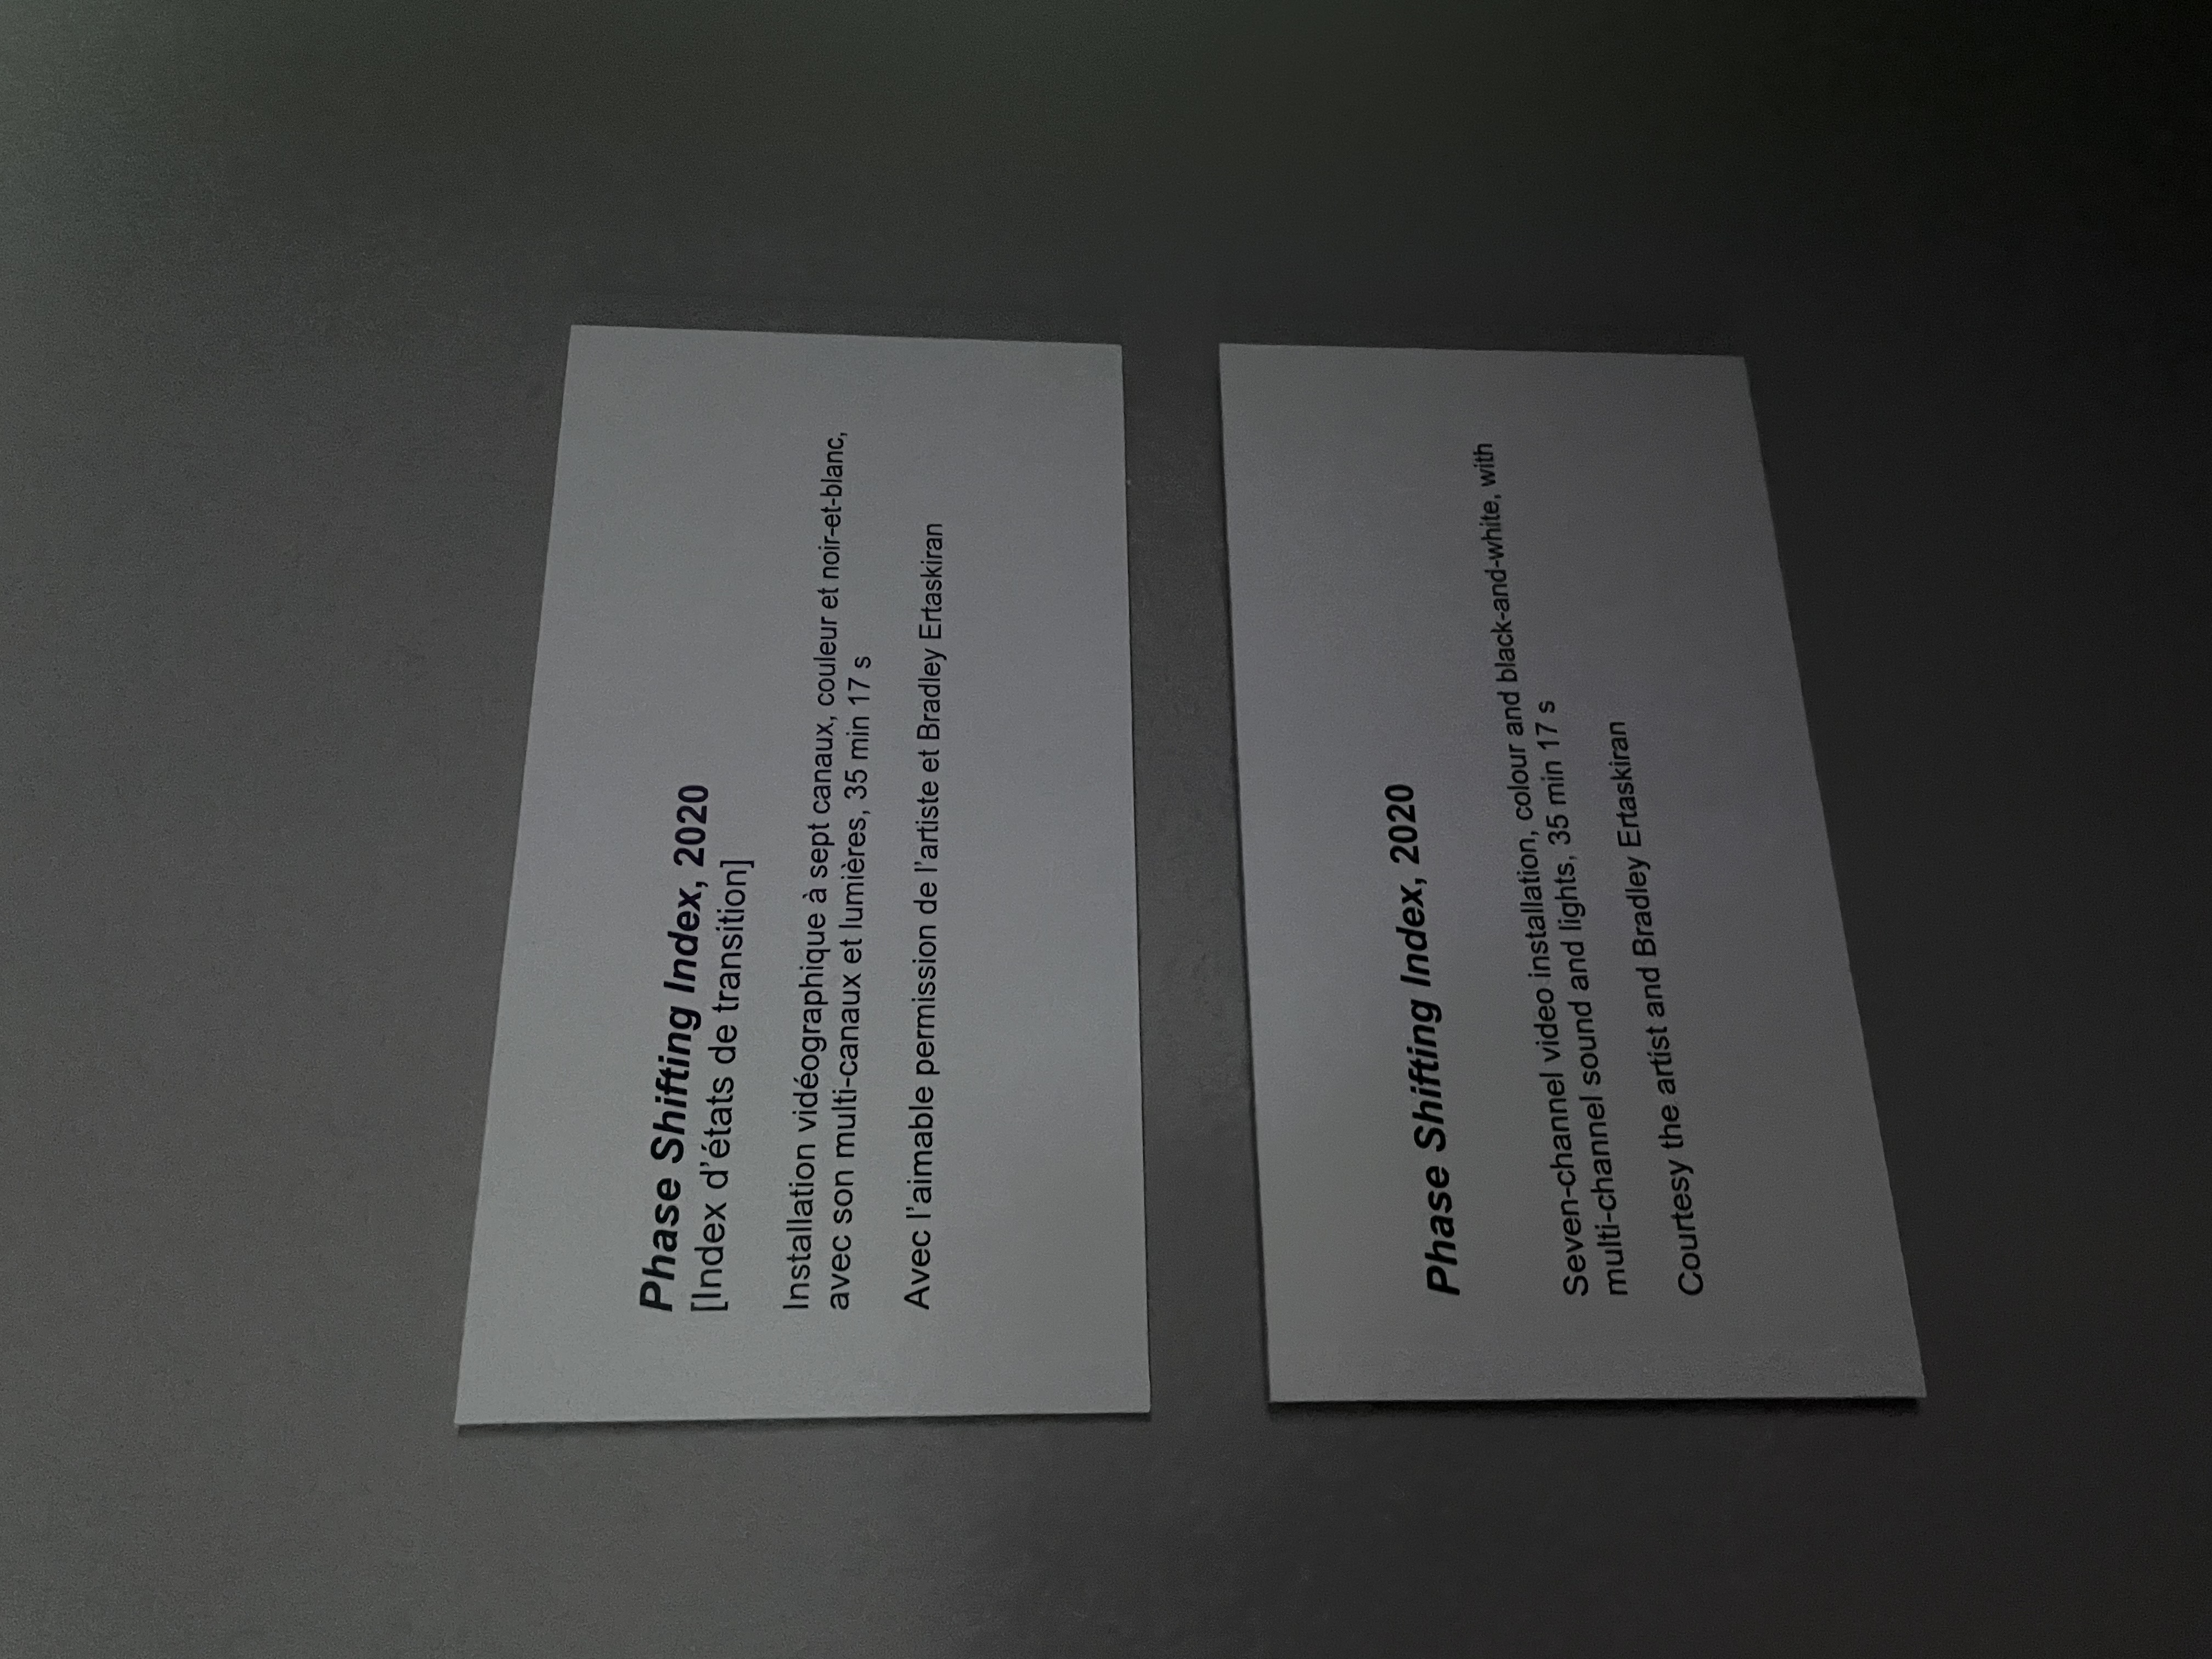 Phase Shifting Index, 2020
[Index d’états de transition]
Installation vidéographique à sept canaux, couleur et noir-et-blanc,
avec son multi-canaux et lumières, 35 min 17 s
Avec l’aimable permission de l’artiste et Bradley Ertaskiran
Phase Shifting Index, 2020
Seven-channel video installation, colour and black-and-white, with
multi-channel sound and lights, 35 min 17 s
Courtesy the artist and Bradley Ertaskiran